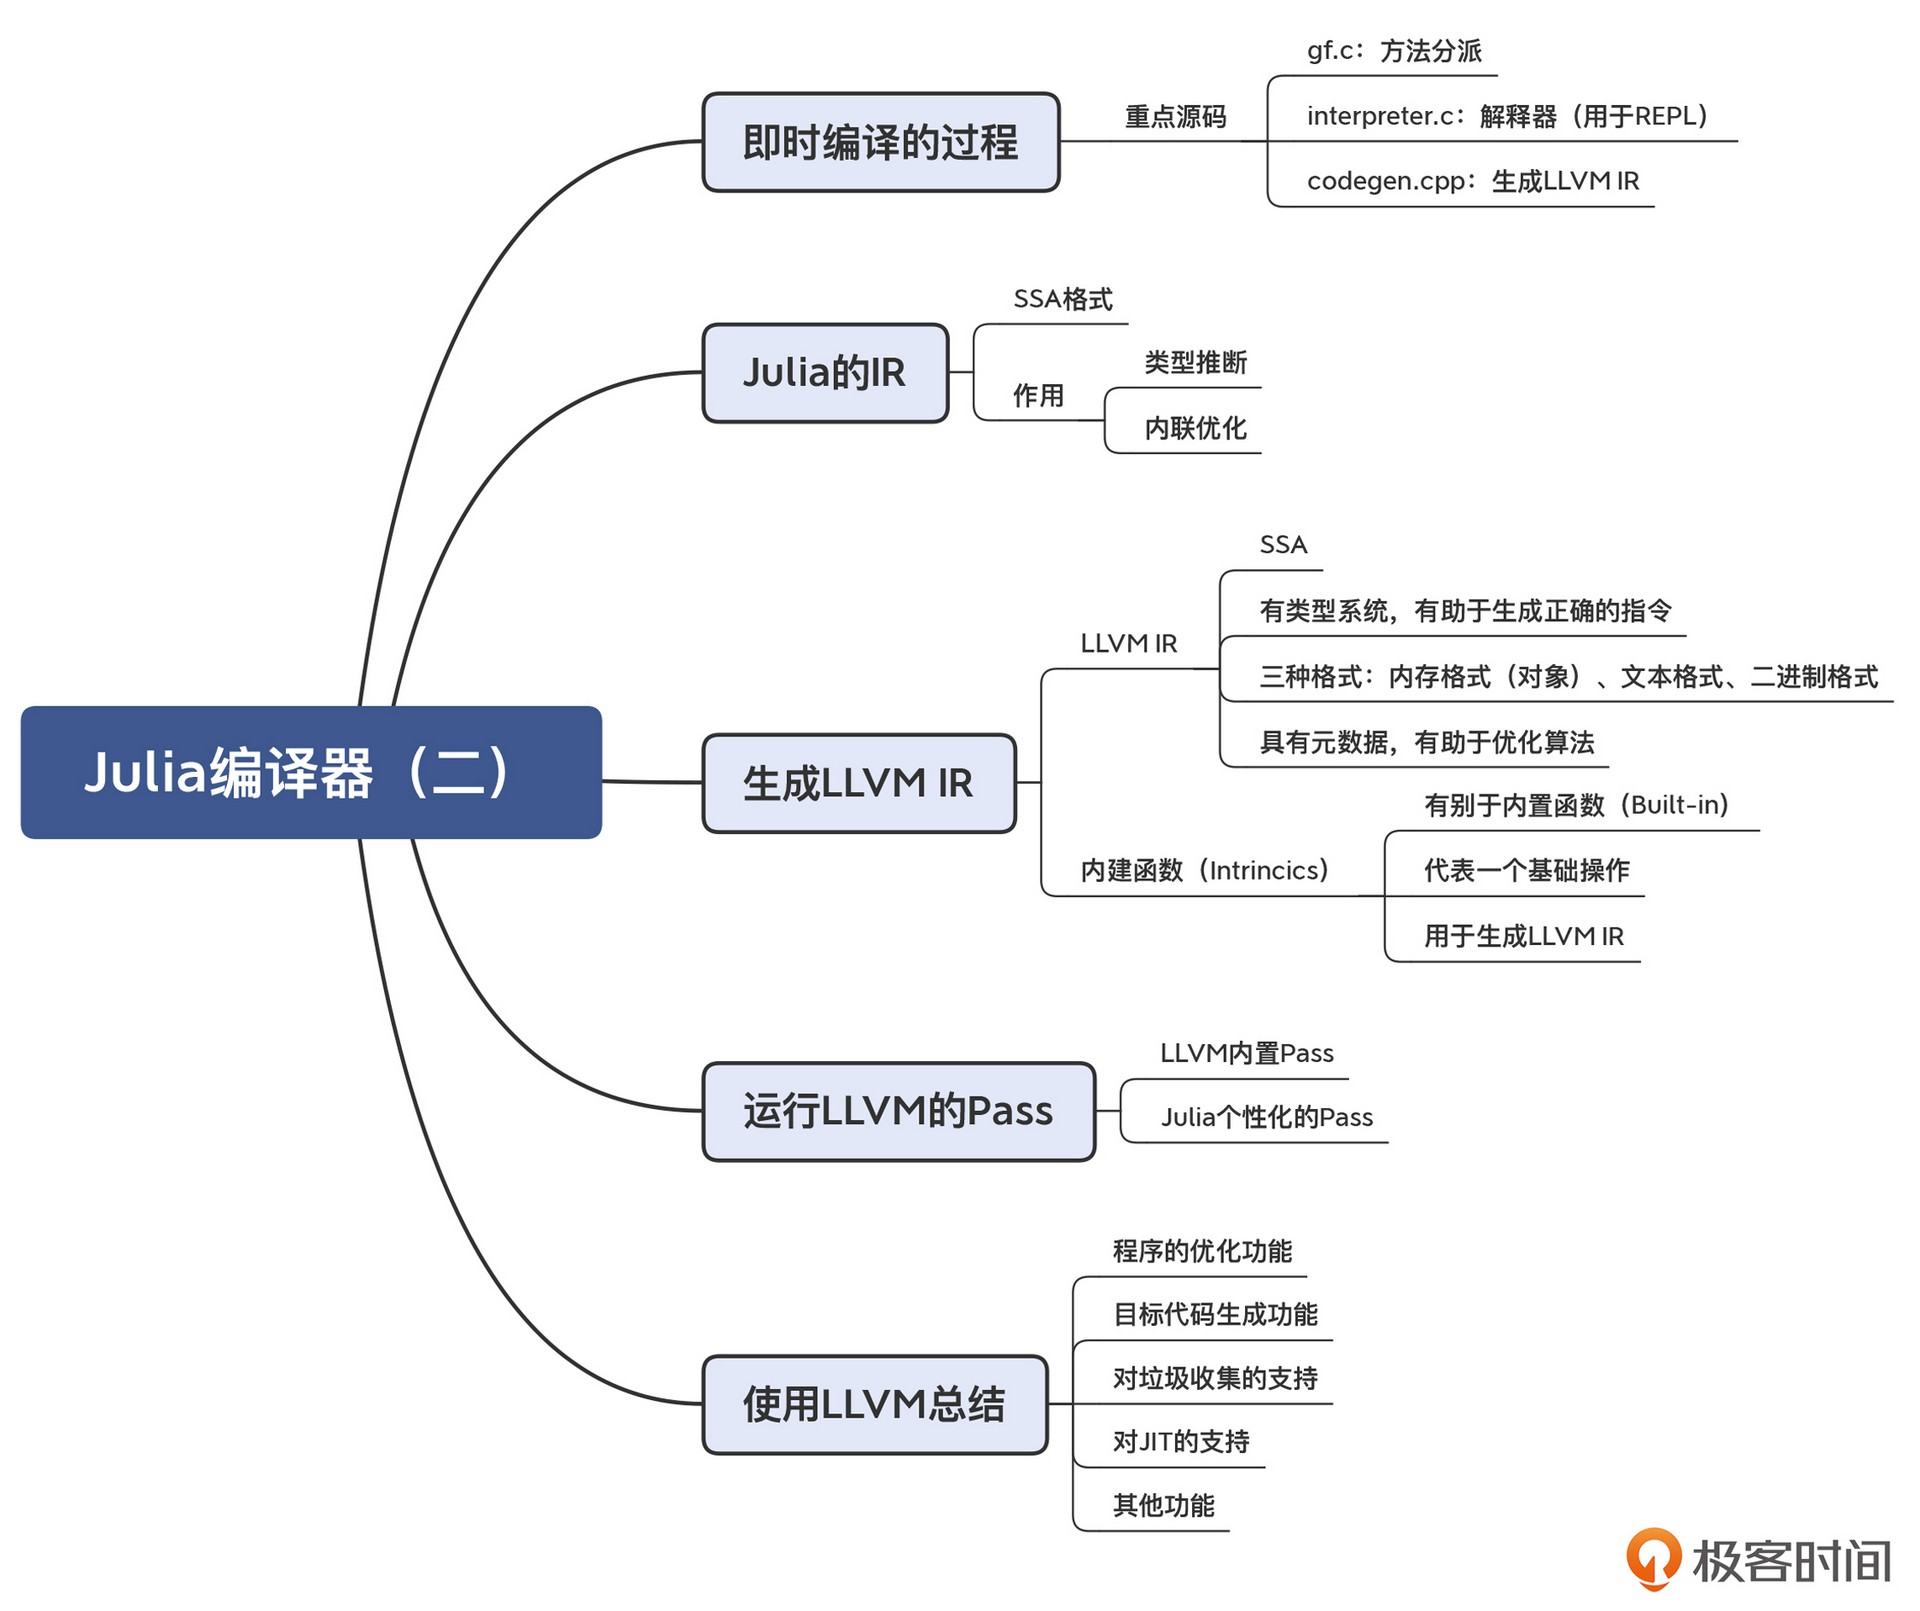 Julia编译器（二）
即时编译的过程
重点源码
gf.c：方法分派
interpreter.c：解释器（用于REPL）
codegen.cpp：生成LLVM IR
Julia的IR
SSA格式
作用
类型推断
内联优化
生成LLVM IR
LLVM IR
SSA
有类型系统，有助于生成正确的指令
三种格式：内存格式（对象）、文本格式、二进制格式
具有元数据，有助于优化算法
内建函数（Intrincics）
有别于内置函数（Built-in）
代表一个基础操作
用于生成LLVM IR
运行LLVM的Pass
LLVM内置Pass
Julia个性化的Pass
使用LLVM总结
程序的优化功能
目标代码生成功能
对垃圾收集的支持
对JIT的支持
其他功能
极客时间